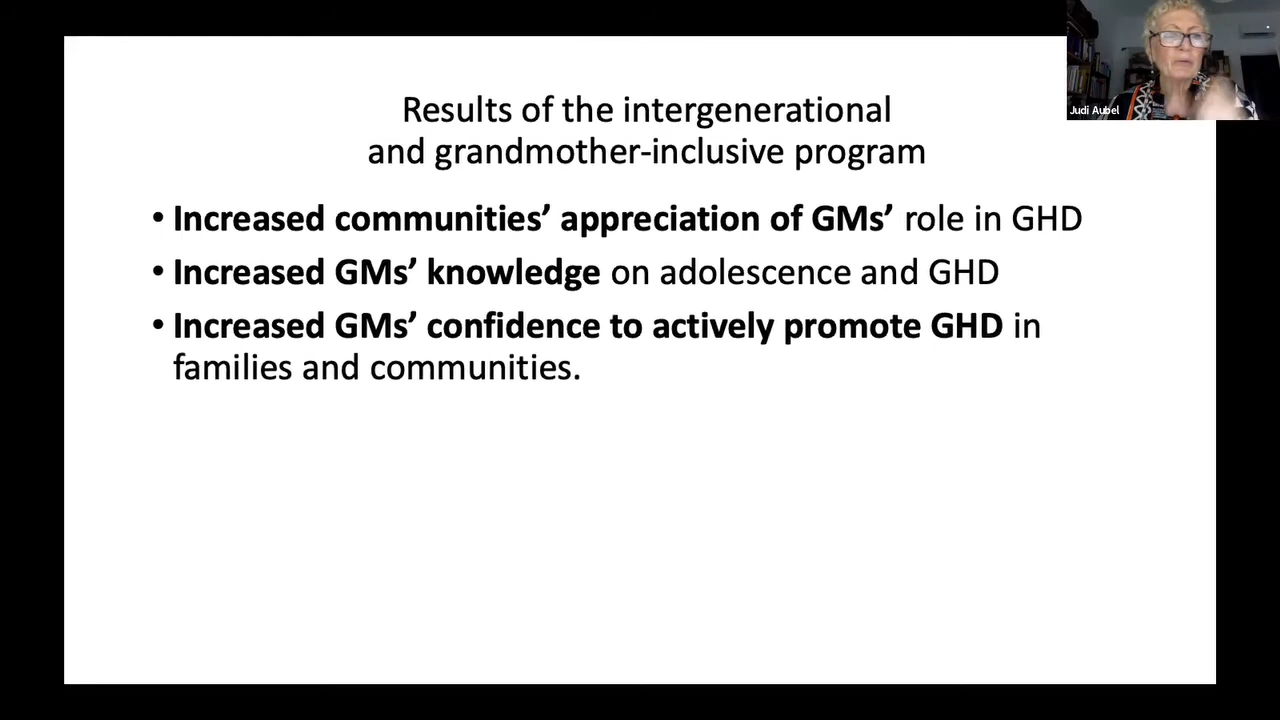 Results of the intergenerational
and grandmother-inclusive program
• Increased communities’ appreciation of GMs’ role in GHD
• Increased GMs’ knowledge on adolescence and GHD
• Increased GMs’ confidence to actively promote GHD in
families and communities.
Judi Aubel